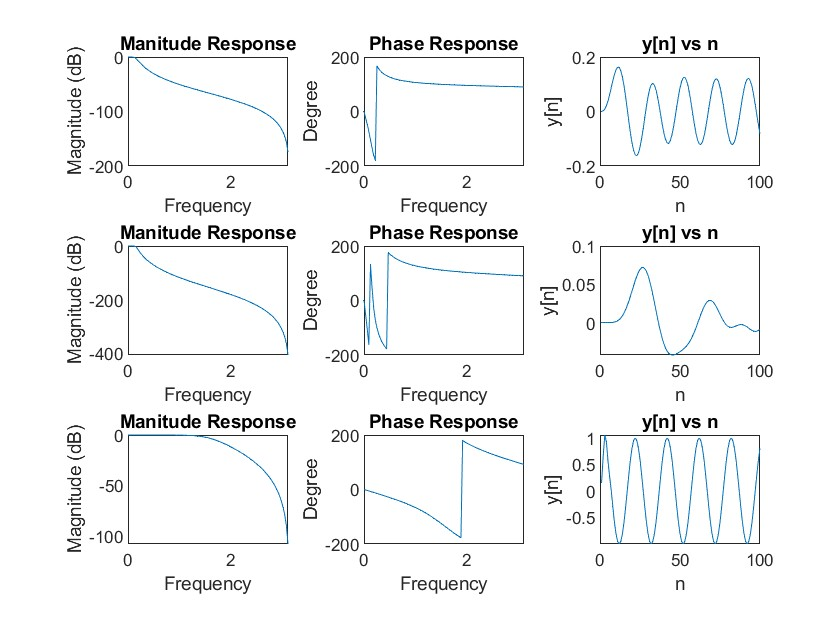 Manitude Response
Phase Response
y[n] vs n
Magnitude (dB)
0
-100
-200
0
2
Frequency
Degree
200
0
-200
0
2
Frequency
y[n]
0.2
0
-0.2
0
50
100
n
Manitude Response
Phase Response
y[n] vs n
Magnitude (dB)
0
-200
-400
0
2
Frequency
Degree
200
0
-200
0
2
Frequency
y[n]
0.1
0.05
0
0
50
100
n
Manitude Response
Phase Response
y[n] vs n
Magnitude (dB)
0
-50
-100
0
2
Frequency
Degree
200
0
-200
0
2
Frequency
y[n]
1
0.5
0
-0.5
0
50
100
n